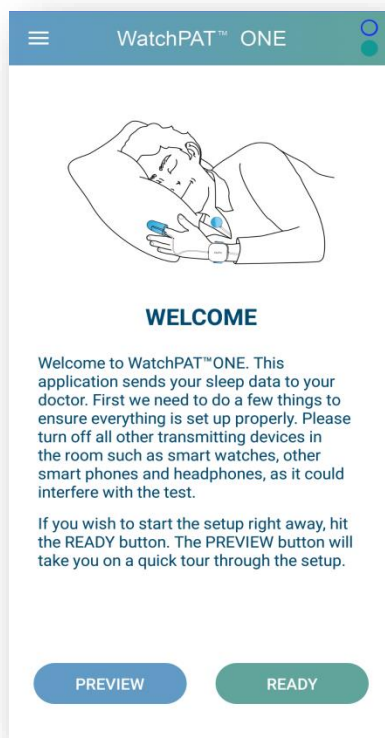 WatchPAT™ ONE
WELCOME
Welcome to WatchPAT™ONE. This
application sends your sleep data to your
doctor. First we need to do a few things to
ensure everything is set up properly. Please
turn off all other transmitting devices in
the room such as smart watches, other
smart phones and headphones, as it could
interfere with the test.
If you wish to start the setup right away, hit
the READY button. The PREVIEW button will
take you on a quick tour through the setup.
PREVIEW
READY